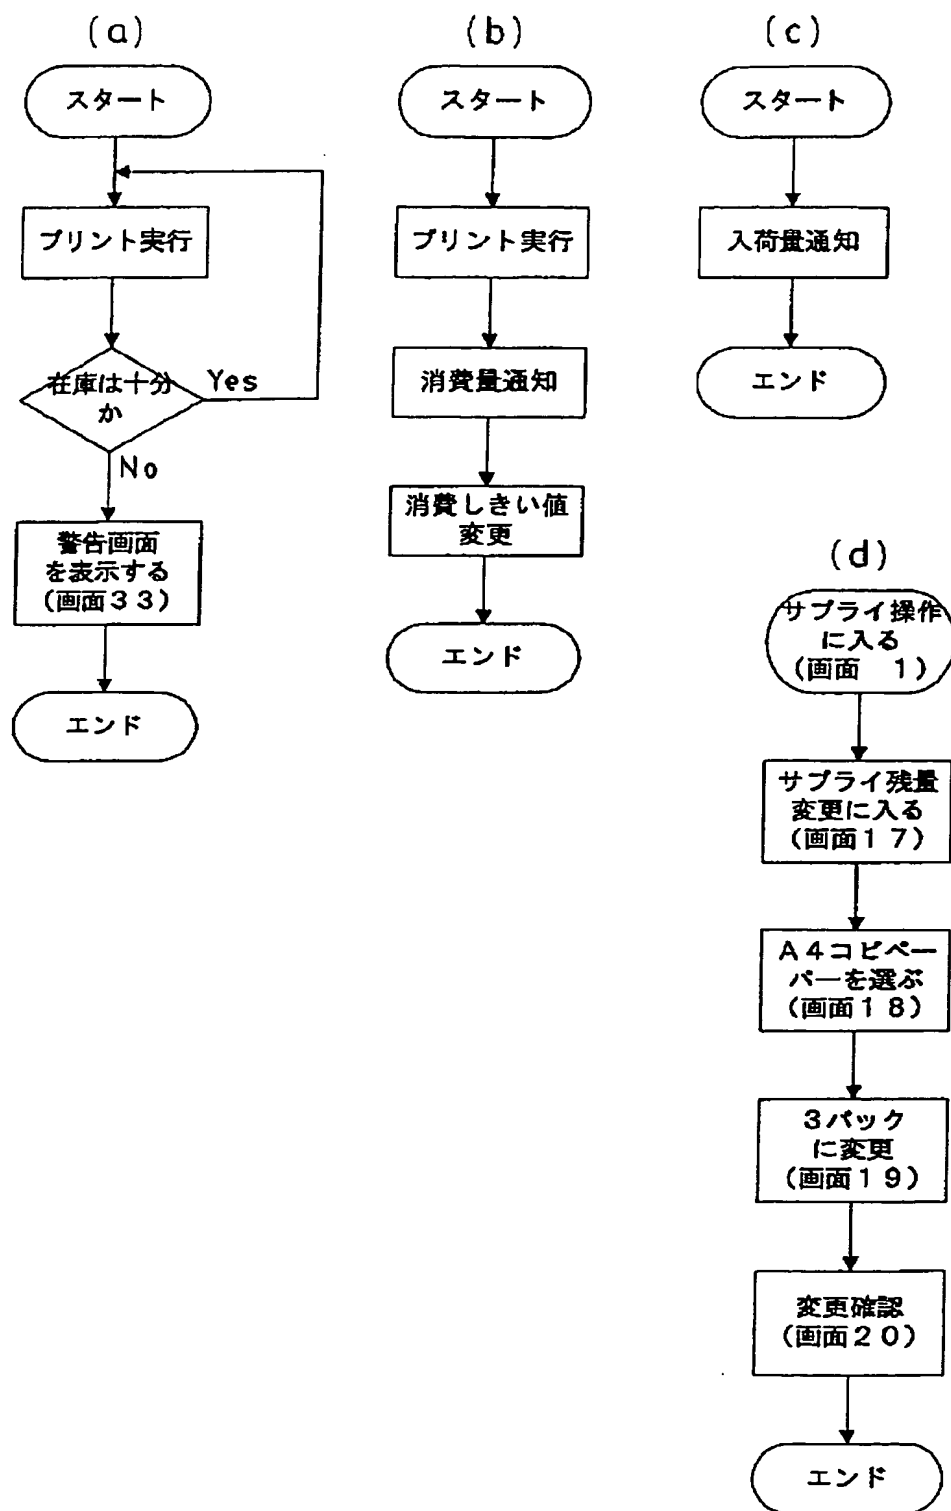 (a)
スタート
プリント実行
在庫は十分
か
Yes
No
警告画面
を表示する
(画面33)
エンド
(b)
スタート
プリント実行
消費量通知
消費しきい値
変更
エンド
(c)
スタート
入荷量通知
エンド
(d)
サプライ操作
に入る
(画面 1)
サプライ残量
変更に入る
(画面17)
A4コピペー
パーを選ぶ
(画面18)
3パック
に変更
(画面19)
変更確認
(画面20)
エンド